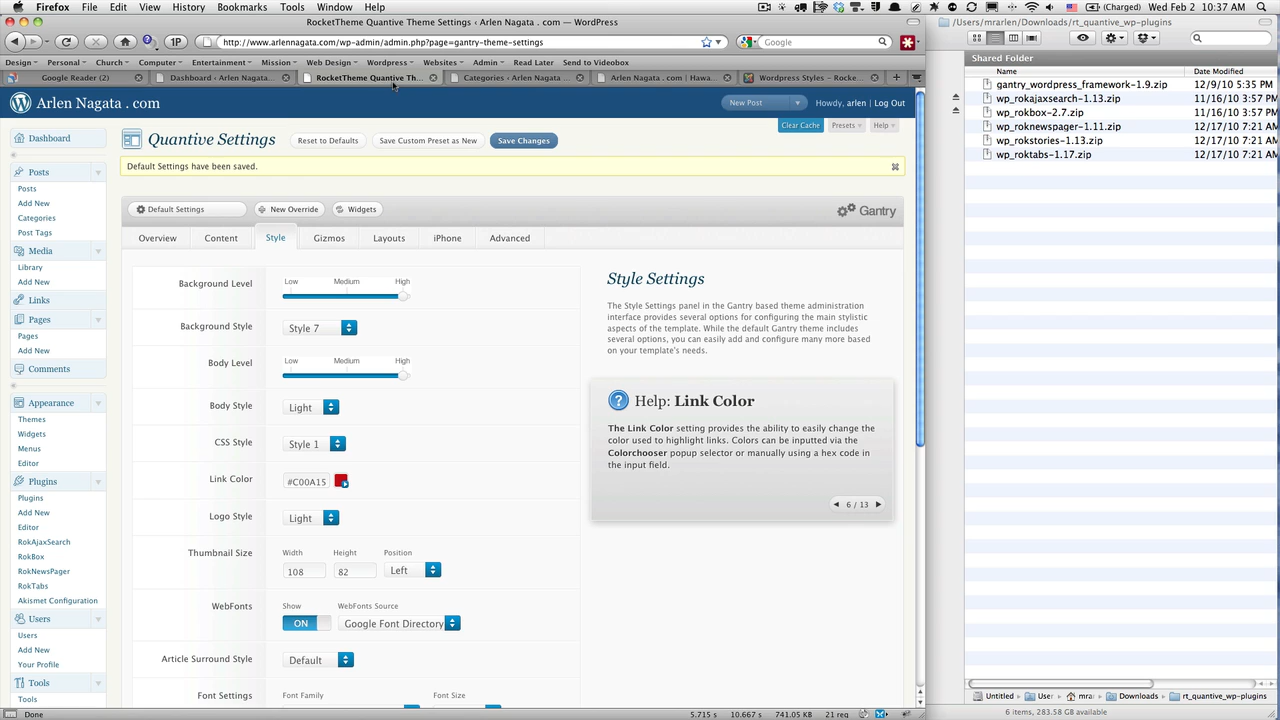 Firefox File Edit View History Bookmarks Tools Window Help Wed Feb 2 10:37 AM
RocketTheme Quantive Theme Settings ‹ Arlen Nagata . com — WordPress
/Users/mrarlen/Downloads/rt_quantive_wp-plugins
1P http://www.arlennagata.com/wp-admin/admin.php?page=gantry-theme-settings Google
Design Personal Church Computer Entertainment Mission Web Design Wordpress Websites Admin Read Later Send to Videobox
Shared Folder
Google Reader (2) Dashboard ‹ Arlen Nagata... RocketTheme Quantive Th... Categories ‹ Arlen Nagata ... Arlen Nagata . com | Hawa... Wordpress Styles – Rocke...
Name Date Modified
gantry_wordpress_framework-1.9.zip 12/9/10 5:35 PM
wp_rokajaxsearch-1.13.zip 11/16/10 3:57 P
wp_rokbox-2.7.zip 11/16/10 3:57 P
wp_roknewspager-1.11.zip 12/17/10 7:21 A
wp_rokstories-1.13.zip 12/17/10 7:21 A
wp_roktabs-1.17.zip 12/17/10 7:21 A
Arlen Nagata . com
New Post Howdy, arlen | Log Out
Clear Cache Presets Help
Quantive Settings Reset to Defaults Save Custom Preset as New Save Changes
Default Settings have been saved.
Default Settings New Override Widgets Gantry
Overview Content Style Gizmos Layouts iPhone Advanced
Dashboard
Posts
Posts
Add New
Categories
Post Tags
Media
Library
Add New
Links
Pages
Pages
Add New
Comments
Appearance
Themes
Widgets
Menus
Editor
Plugins
Plugins
Add New
Editor
RokAjaxSearch
RokBox
RokNewsPager
RokTabs
Akismet Configuration
Users
Users
Add New
Your Profile
Tools
Tools
Background Level Low Medium High
Background Style Style 7
Body Level Low Medium High
Body Style Light
CSS Style Style 1
Link Color #C00A15
Logo Style Light
Thumbnail Size Width Height Position
108 82 Left
WebFonts Show WebFonts Source
ON Google Font Directory
Article Surround Style Default
Font Settings Font Family Font Size
Style Settings
The Style Settings panel in the Gantry based theme administration
interface provides several options for configuring the main stylistic
aspects of the template. While the default Gantry theme includes
several options, you can easily add and configure many more based
on your template's needs.
Help: Link Color
The Link Color setting provides the ability to easily change the
color used to highlight links. Colors can be inputted via the
Colorchooser popup selector or manually using a hex code in
the input field.
6 / 13
Untitled User mra Downloads rt_quantive_wp-plugins
6 items, 283.58 GB available
Done 5.715 s 10.667 s 741.05 KB 21 req